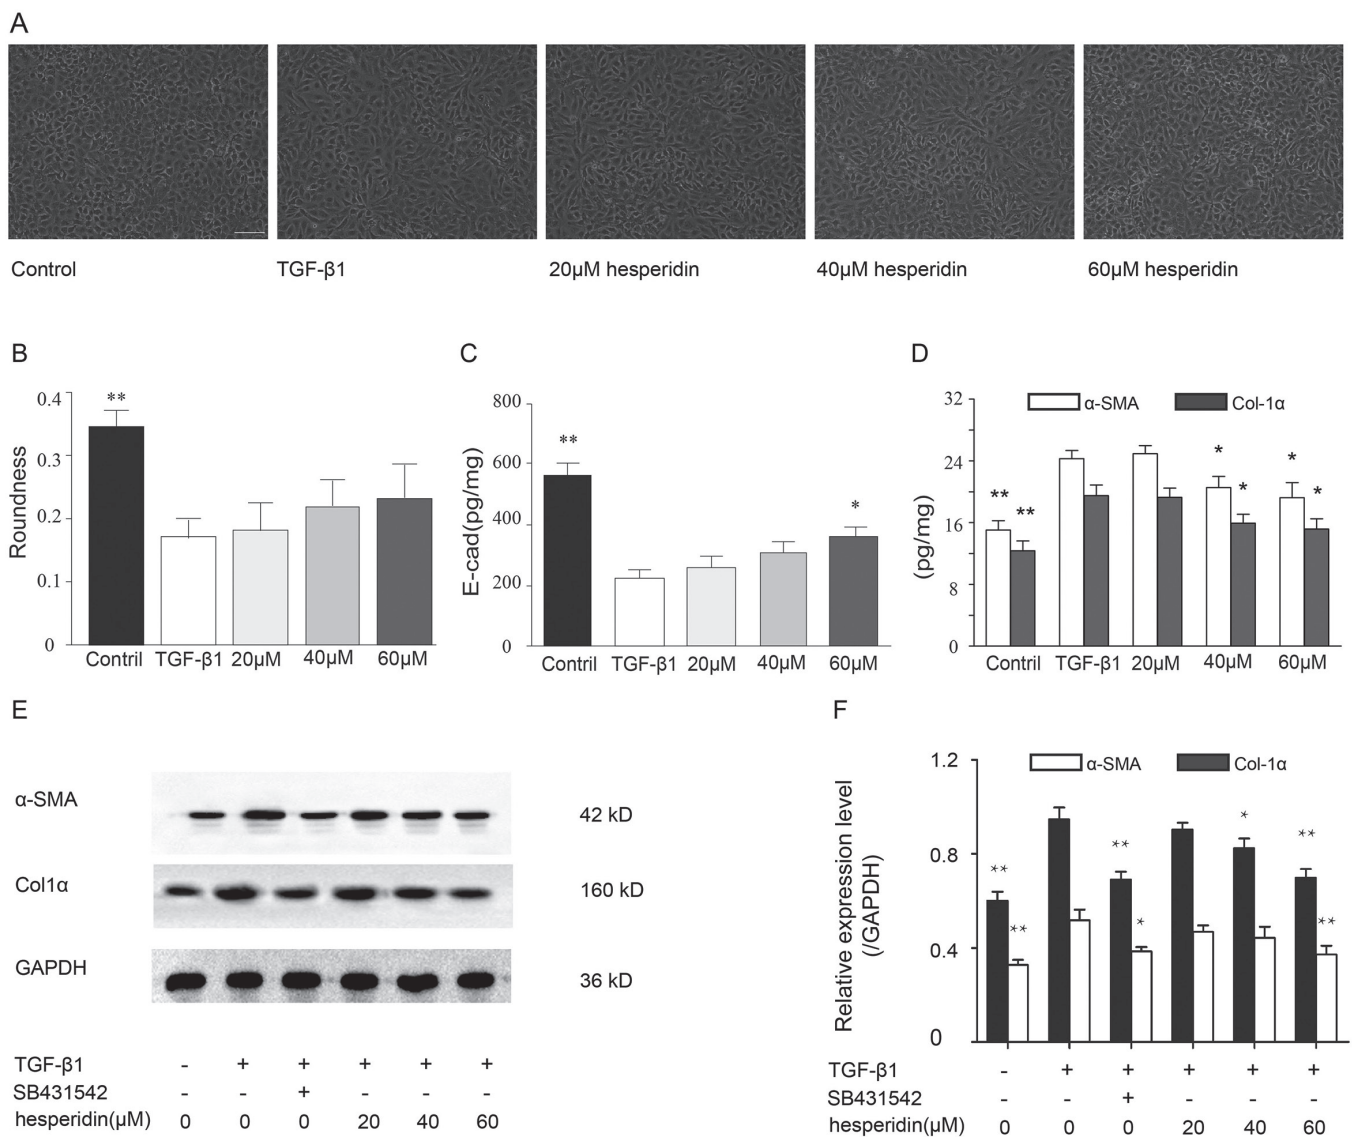 A
Control TGF-β1 20μM hesperidin 40μM hesperidin 60μM hesperidin
B
Roundness
0.4
0.3
0.2
0.1
0
**
Contril TGF-β1 20μM 40μM 60μM
C
E-cad(pg/mg)
800
600
400
200
0
**
*
Contril TGF-β1 20μM 40μM 60μM
D
(pg/mg)
32
24
16
8
0
α-SMA Col-1α
** ** * * * *
Contril TGF-β1 20μM 40μM 60μM
E
α-SMA 42 kD
Col1α 160 kD
GAPDH 36 kD
TGF-β1 - + + + + +
SB431542 - - + - - -
hesperidin(μM) 0 0 0 20 40 60
F
Relative expression level
(/GAPDH)
1.2
0.8
0.4
0
α-SMA Col-1α
** ** ** * * ** **
TGF-β1 - + + + + +
SB431542 - - + - - -
hesperidin(μM) 0 0 0 20 40 60